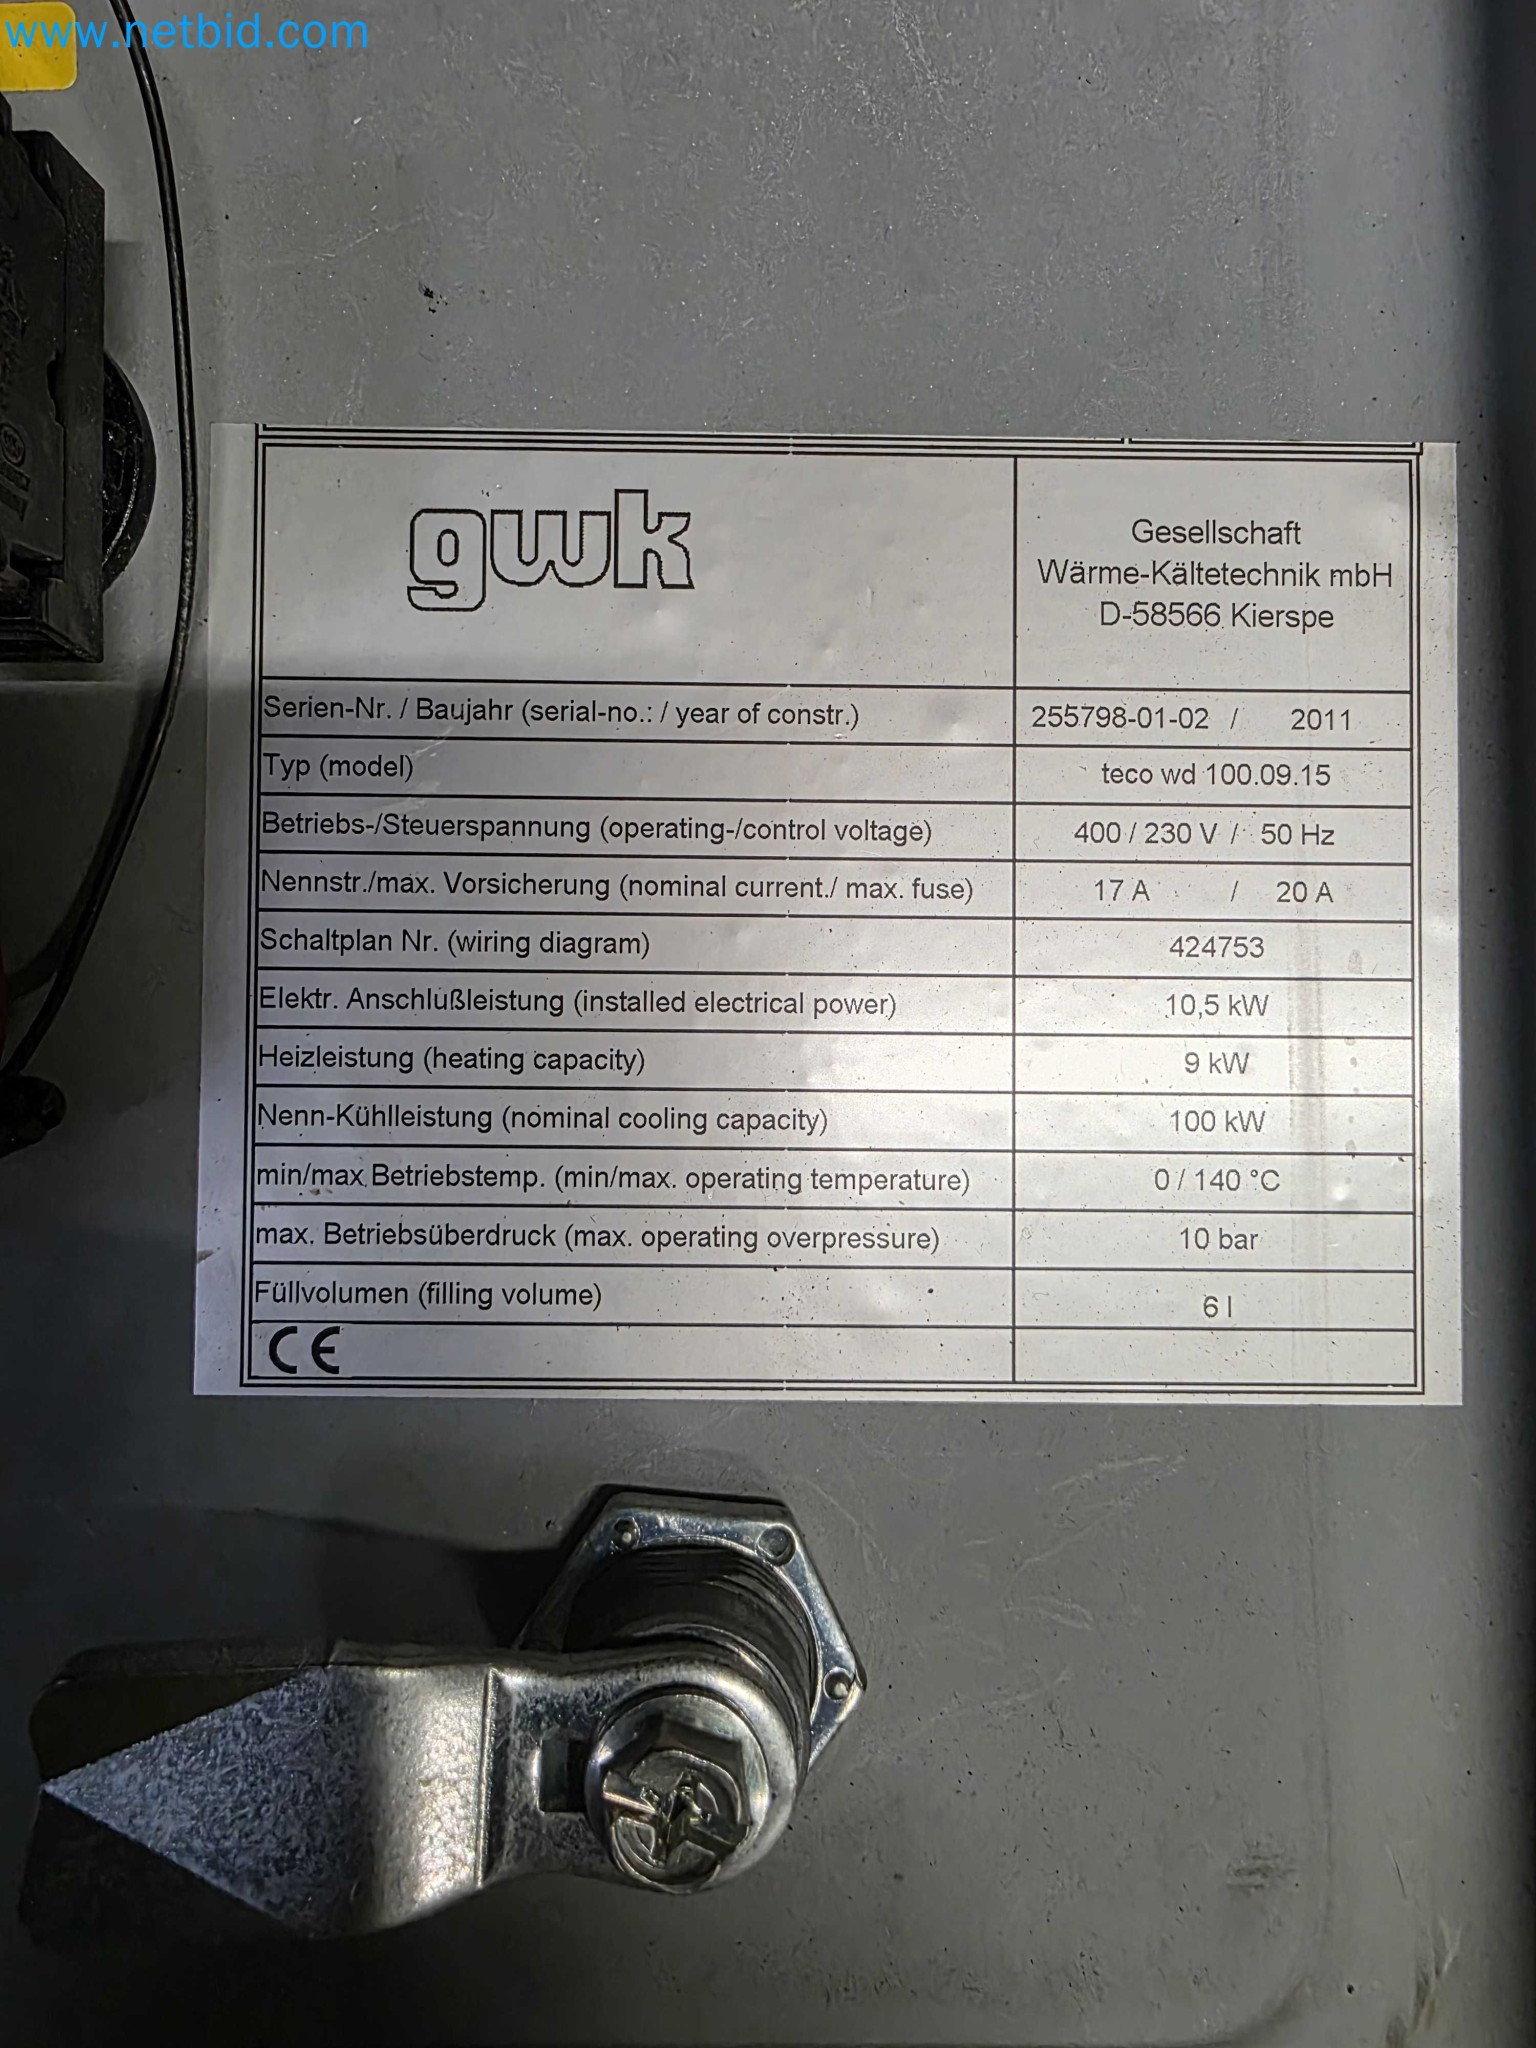 www.netbid.com
gwk
Gesellschaft
Wärme-Kältetechnik mbH
D-58566 Kierspe
Serien-Nr. / Baujahr (serial-no.: / year of constr.) 255798-01-02 / 2011
Typ (model) teco wd 100.09.15
Betriebs-/Steuerspannung (operating-/control voltage) 400 / 230 V / 50 Hz
Nennstr./max. Vorsicherung (nominal current./ max. fuse) 17 A / 20 A
Schaltplan Nr. (wiring diagram) 424753
Elektr. Anschlußleistung (installed electrical power) 10,5 kW
Heizleistung (heating capacity) 9 kW
Nenn-Kühlleistung (nominal cooling capacity) 100 kW
min/max.Betriebstemp. (min/max. operating temperature) 0 / 140 °C
max. Betriebsüberdruck (max. operating overpressure) 10 bar
Füllvolumen (filling volume) 6 l
CE